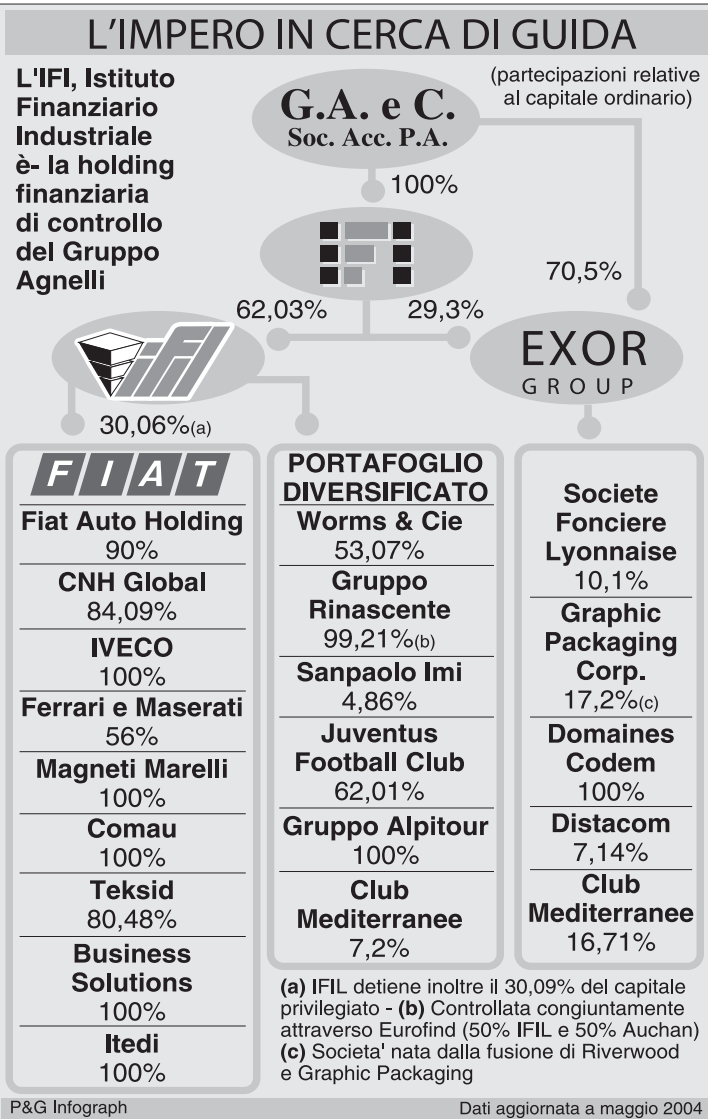 L'IMPERO IN CERCA DI GUIDA
L'IFI, Istituto
Finanziario
Industriale
è- la holding
finanziaria
di controllo
del Gruppo
Agnelli
(partecipazioni relative
al capitale ordinario)
G.A. e C.
Soc. Acc. P.A.
100%
70,5%
62,03%
29,3%
ifil
EXOR
GROUP
30,06%(a)
FIAT
Fiat Auto Holding
90%
CNH Global
84,09%
IVECO
100%
Ferrari e Maserati
56%
Magneti Marelli
100%
Comau
100%
Teksid
80,48%
Business
Solutions
100%
Itedi
100%
PORTAFOGLIO
DIVERSIFICATO
Worms & Cie
53,07%
Gruppo
Rinascente
99,21%(b)
Sanpaolo Imi
4,86%
Juventus
Football Club
62,01%
Gruppo Alpitour
100%
Club
Mediterranee
7,2%
Societe
Fonciere
Lyonnaise
10,1%
Graphic
Packaging
Corp.
17,2%(c)
Domaines
Codem
100%
Distacom
7,14%
Club
Mediterranee
16,71%
(a) IFIL detiene inoltre il 30,09% del capitale
privilegiato - (b) Controllata congiuntamente
attraverso Eurofind (50% IFIL e 50% Auchan)
(c) Societa' nata dalla fusione di Riverwood
e Graphic Packaging
P&G Infograph
Dati aggiornata a maggio 2004